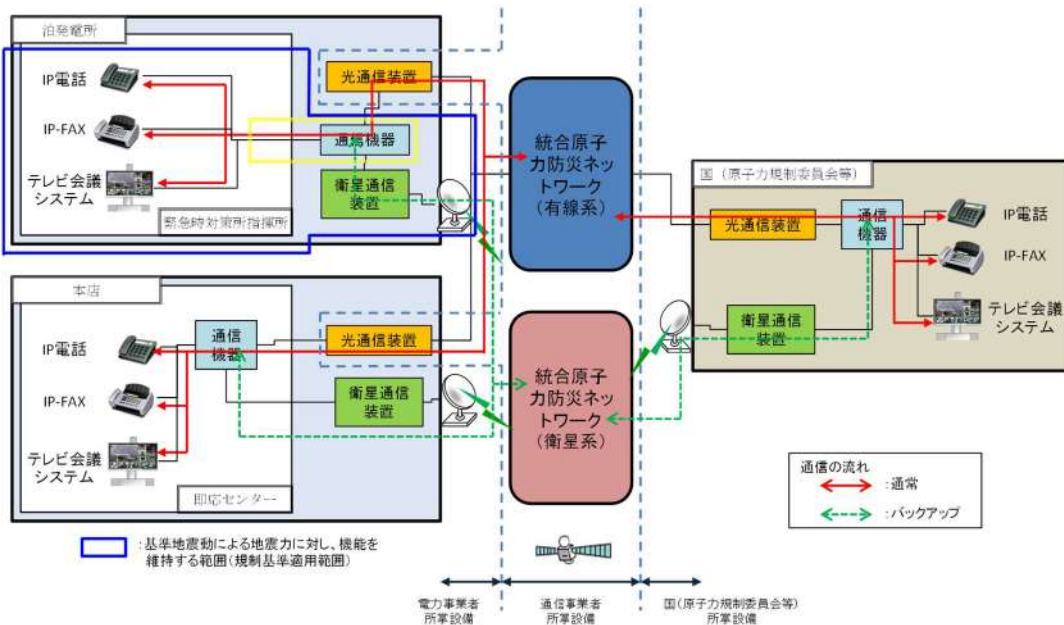 泊発電所
IP電話
IP-FAX
テレビ会議
システム
緊急時対策所指揮所
光通信装置
通信機器
衛星通信
装置
本店
IP電話
IP-FAX
テレビ会議
システム
即応センター
通信
機器
光通信装置
衛星通信
装置
統合原子
力防災ネッ
トワーク
(有線系)
統合原子
力防災ネッ
トワーク
(衛星系)
国(原子力規制委員会等)
光通信装置
通信
機器
衛星通信
装置
IP電話
IP-FAX
テレビ会議
システム
通信の流れ
:通常
:バックアップ
:基準地震動による地震力に対し、機能を
維持する範囲(規制基準適用範囲)
電力事業者
所掌設備
通信事業者
所掌設備
国(原子力規制委員会等)
所掌設備